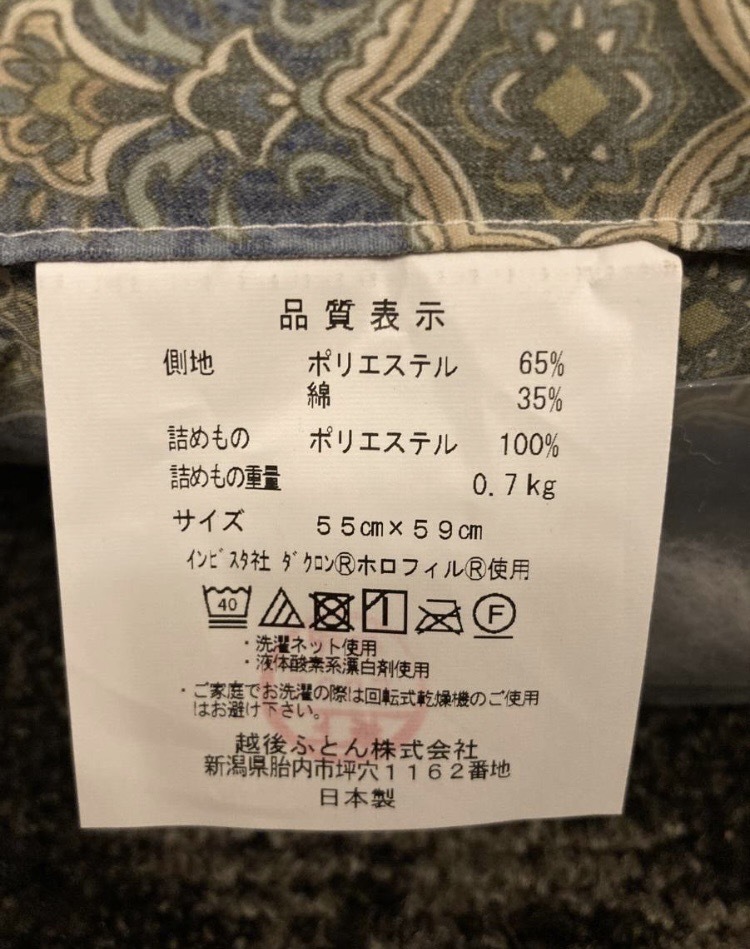 品質表示
側地 ポリエステル 65%
綿 35%
詰めもの ポリエステル 100%
詰めもの重量 0.7kg
サイズ 55cm×59cm
ｲﾝﾋﾞｽﾀ社 ﾀﾞｸﾛﾝⓇホロフィルⓇ使用
40 F
・洗濯ネット使用
・液体酸素系漂白剤使用
・ご家庭でお洗濯の際は回転式乾燥機のご使用
はお避け下さい。
越後ふとん株式会社
新潟県胎内市坪穴1162番地
日本製